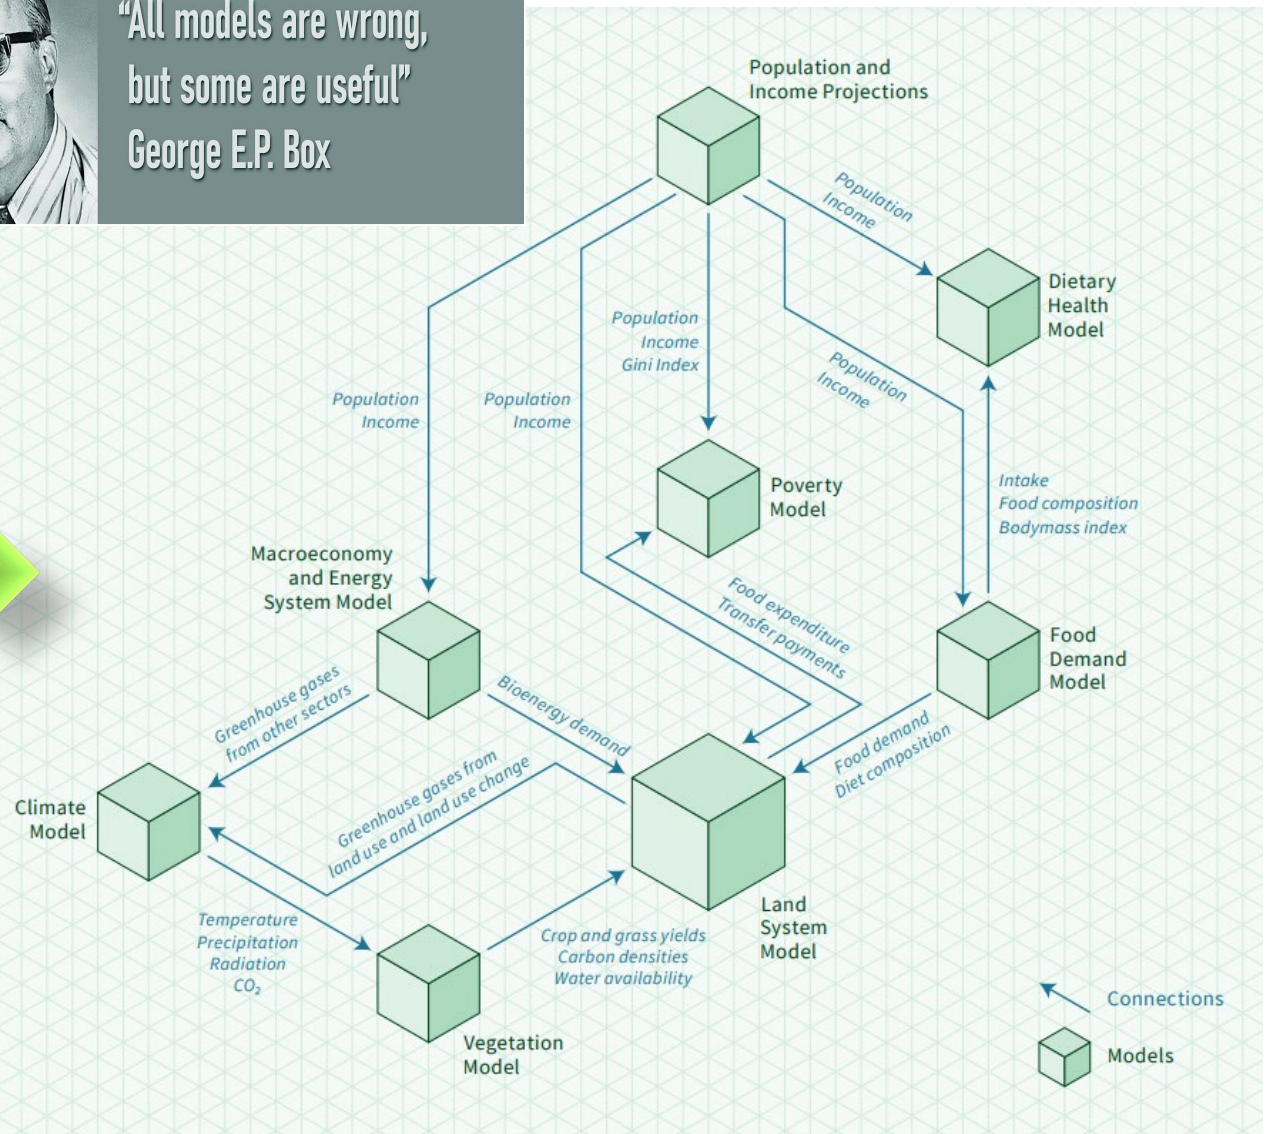 “All models are wrong,
but some are useful”
George E.P. Box
Population and
Income Projections
Population
Income
Dietary
Health
Model
Population
Income
Gini Index
Population
Income
Population
Income
Population
Income
Poverty
Model
Intake
Food composition
Bodymass index
Macroeconomy
and Energy
System Model
Food expenditure
Transfer payments
Food
Demand
Model
Greenhouse gases
from other sectors
Bioenergy demand
Food demand
Diet composition
Greenhouse gases from
land use and land use change
Climate
Model
Land
System
Model
Temperature
Precipitation
Radiation
CO₂
Crop and grass yields
Carbon densities
Water availability
Vegetation
Model
Connections
Models